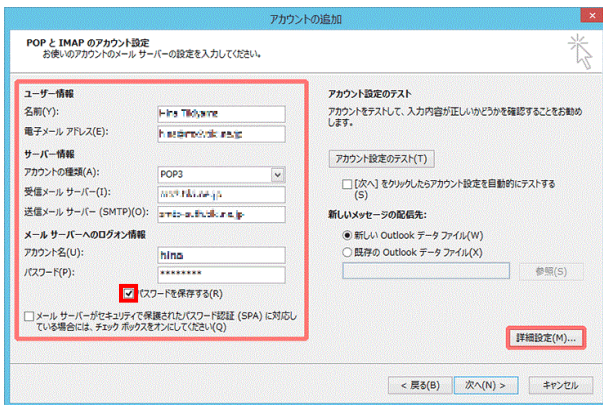 アカウントの追加
POP と IMAP のアカウント設定
お使いのアカウントのメール サーバーの設定を入力してください。
ユーザー情報
名前(Y):
電子メール アドレス(E):
サーバー情報
アカウントの種類(A):
POP3
受信メール サーバー(I):
送信メール サーバー (SMTP)(O):
メール サーバーへのログオン情報
アカウント名(U):
hina
パスワード(P):
********
パスワードを保存する(R)
メール サーバーがセキュリティで保護されたパスワード認証 (SPA) に対応し
ている場合には、チェック ボックスをオンにしてください(Q)
アカウント設定のテスト
アカウントをテストして、入力内容が正しいかどうかを確認することをお勧め
します。
アカウント設定のテスト(T)
[次へ] をクリックしたらアカウント設定を自動的にテストする
(S)
新しいメッセージの配信先:
新しい Outlook データ ファイル(W)
既存の Outlook データ ファイル(X)
参照(S)
詳細設定(M)...
< 戻る(B)
次へ(N) >
キャンセル